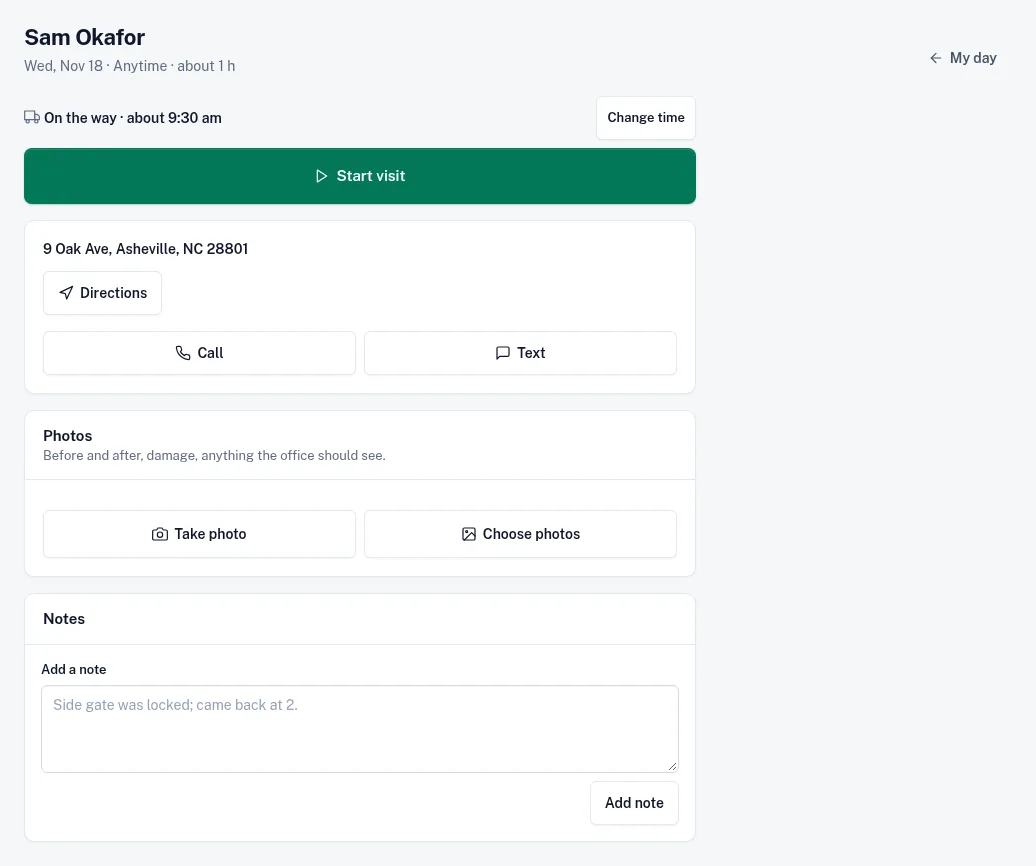 Sam Okafor
Wed, Nov 18 · Anytime · about 1 h
← My day
On the way · about 9:30 am
Change time
Start visit
9 Oak Ave, Asheville, NC 28801
Directions
Call
Text
Photos
Before and after, damage, anything the office should see.
Take photo
Choose photos
Notes
Add a note
Side gate was locked; came back at 2.
Add note